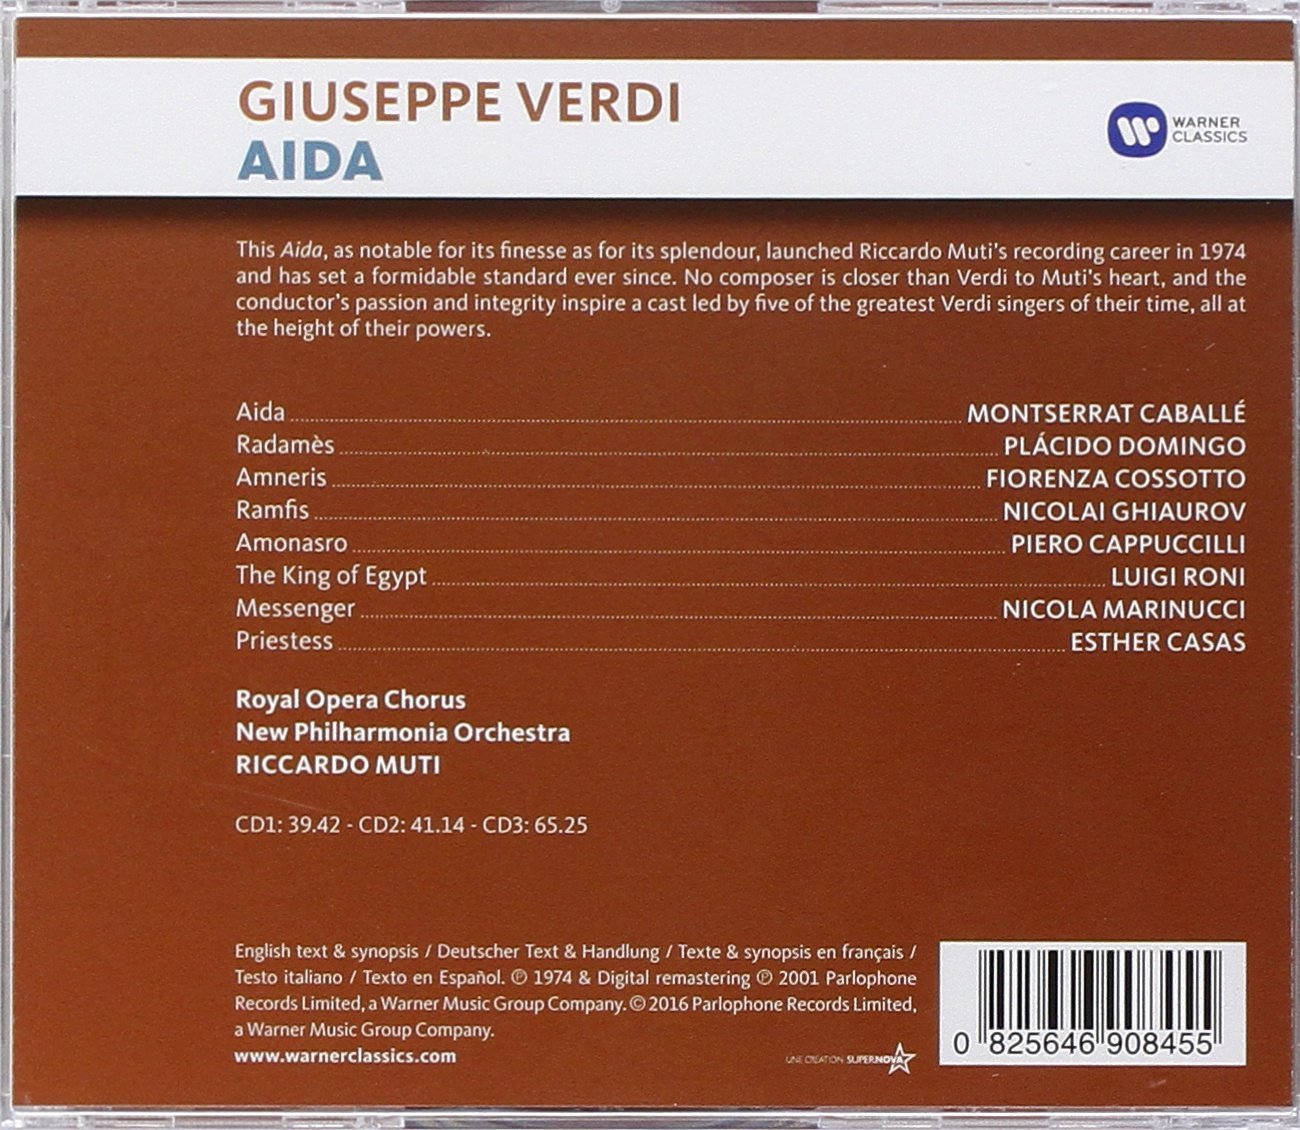 GIUSEPPE VERDI
AIDA
WARNER
CLASSICS
This Aida, as notable for its finesse as for its splendour, launched Riccardo Muti's recording career in 1974
and has set a formidable standard ever since. No composer is closer than Verdi to Muti's heart, and the
conductor's passion and integrity inspire a cast led by five of the greatest Verdi singers of their time, all at
the height of their powers.
Aida MONTSERRAT CABALLÉ
Radamès PLÁCIDO DOMINGO
Amneris FIORENZA COSSOTTO
Ramfis NICOLAI GHIAUROV
Amonasro PIERO CAPPUCCILLI
The King of Egypt LUIGI RONI
Messenger NICOLA MARINUCCI
Priestess ESTHER CASAS
Royal Opera Chorus
New Philharmonia Orchestra
RICCARDO MUTI
CD1: 39.42 - CD2: 41.14 - CD3: 65.25
English text & synopsis / Deutscher Text & Handlung / Texte & synopsis en français /
Testo italiano / Texto en Español. ℗ 1974 & Digital remastering ℗ 2001 Parlophone
Records Limited, a Warner Music Group Company. © 2016 Parlophone Records Limited,
a Warner Music Group Company.
www.warnerclassics.com
UNE CREATION SUPERNOVA
0 825646 908455